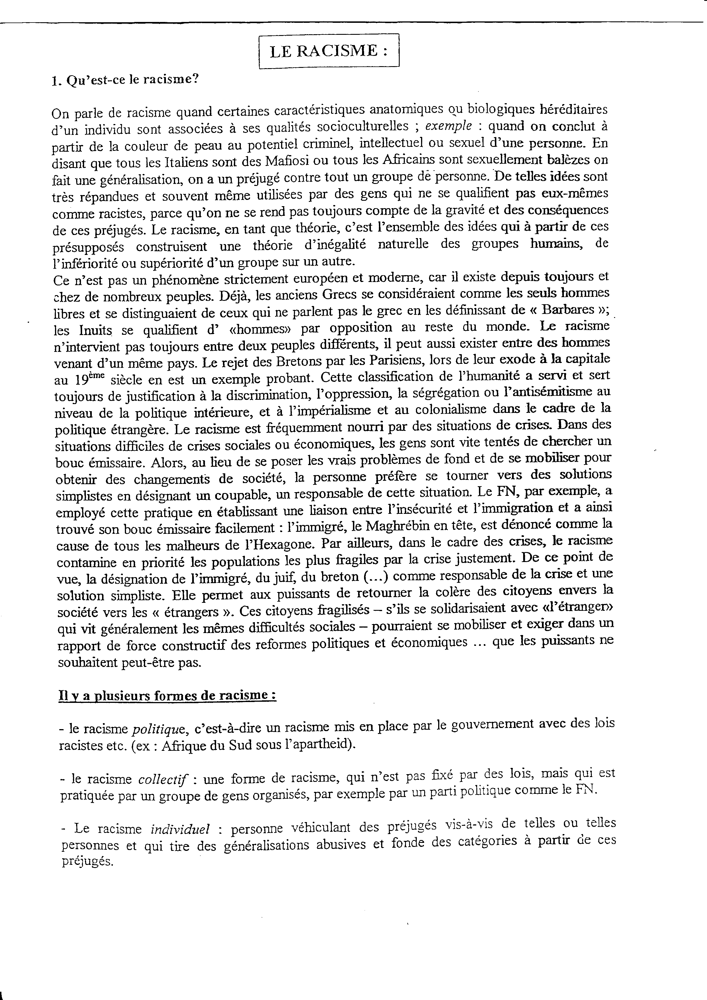 LE RACISME :
1. Qu'est-ce le racisme?
On parle de racisme quand certaines caractéristiques anatomiques ou biologiques héréditaires
d'un individu sont associées à ses qualités socioculturelles ; exemple : quand on conclut à
partir de la couleur de peau au potentiel criminel, intellectuel ou sexuel d'une personne. En
disant que tous les Italiens sont des Mafiosi ou tous les Africains sont sexuellement balèzes on
fait une généralisation, on a un préjugé contre tout un groupe de personne. De telles idées sont
très répandues et souvent même utilisées par des gens qui ne se qualifient pas eux-mêmes
comme racistes, parce qu'on ne se rend pas toujours compte de la gravité et des conséquences
de ces préjugés. Le racisme, en tant que théorie, c'est l'ensemble des idées qui à partir de ces
présupposés construisent une théorie d'inégalité naturelle des groupes humains, de
l'infériorité ou supériorité d'un groupe sur un autre.
Ce n'est pas un phénomène strictement européen et moderne, car il existe depuis toujours et
chez de nombreux peuples. Déjà, les anciens Grecs se considéraient comme les seuls hommes
libres et se distinguaient de ceux qui ne parlent pas le grec en les définissant de « Barbares »;
les Inuits se qualifient d' «hommes» par opposition au reste du monde. Le racisme
n'intervient pas toujours entre deux peuples différents, il peut aussi exister entre des hommes
venant d'un même pays. Le rejet des Bretons par les Parisiens, lors de leur exode à la capitale
au 19ème siècle en est un exemple probant. Cette classification de l'humanité a servi et sert
toujours de justification à la discrimination, l'oppression, la ségrégation ou l'antisémitisme au
niveau de la politique intérieure, et à l'impérialisme et au colonialisme dans le cadre de la
politique étrangère. Le racisme est fréquemment nourri par des situations de crises. Dans des
situations difficiles de crises sociales ou économiques, les gens sont vite tentés de chercher un
bouc émissaire. Alors, au lieu de se poser les vrais problèmes de fond et de se mobiliser pour
obtenir des changements de société, la personne préfère se tourner vers des solutions
simplistes en désignant un coupable, un responsable de cette situation. Le FN, par exemple, a
employé cette pratique en établissant une liaison entre l'insécurité et l'immigration et a ainsi
trouvé son bouc émissaire facilement : l'immigré, le Maghrébin en tête, est dénoncé comme la
cause de tous les malheurs de l'Hexagone. Par ailleurs, dans le cadre des crises, le racisme
contamine en priorité les populations les plus fragiles par la crise justement. De ce point de
vue, la désignation de l'immigré, du juif, du breton (...) comme responsable de la crise et une
solution simpliste. Elle permet aux puissants de retourner la colère des citoyens envers la
société vers les « étrangers ». Ces citoyens fragilisés – s'ils se solidarisaient avec «l'étranger»
qui vit généralement les mêmes difficultés sociales – pourraient se mobiliser et exiger dans un
rapport de force constructif des reformes politiques et économiques ... que les puissants ne
souhaitent peut-être pas.
Il y a plusieurs formes de racisme :
- le racisme politique, c'est-à-dire un racisme mis en place par le gouvernement avec des lois
racistes etc. (ex : Afrique du Sud sous l'apartheid).
- le racisme collectif : une forme de racisme, qui n'est pas fixé par des lois, mais qui est
pratiquée par un groupe de gens organisés, par exemple par un parti politique comme le FN.
- Le racisme individuel : personne véhiculant des préjugés vis-à-vis de telles ou telles
personnes et qui tire des généralisations abusives et fonde des catégories à partir de ces
préjugés.